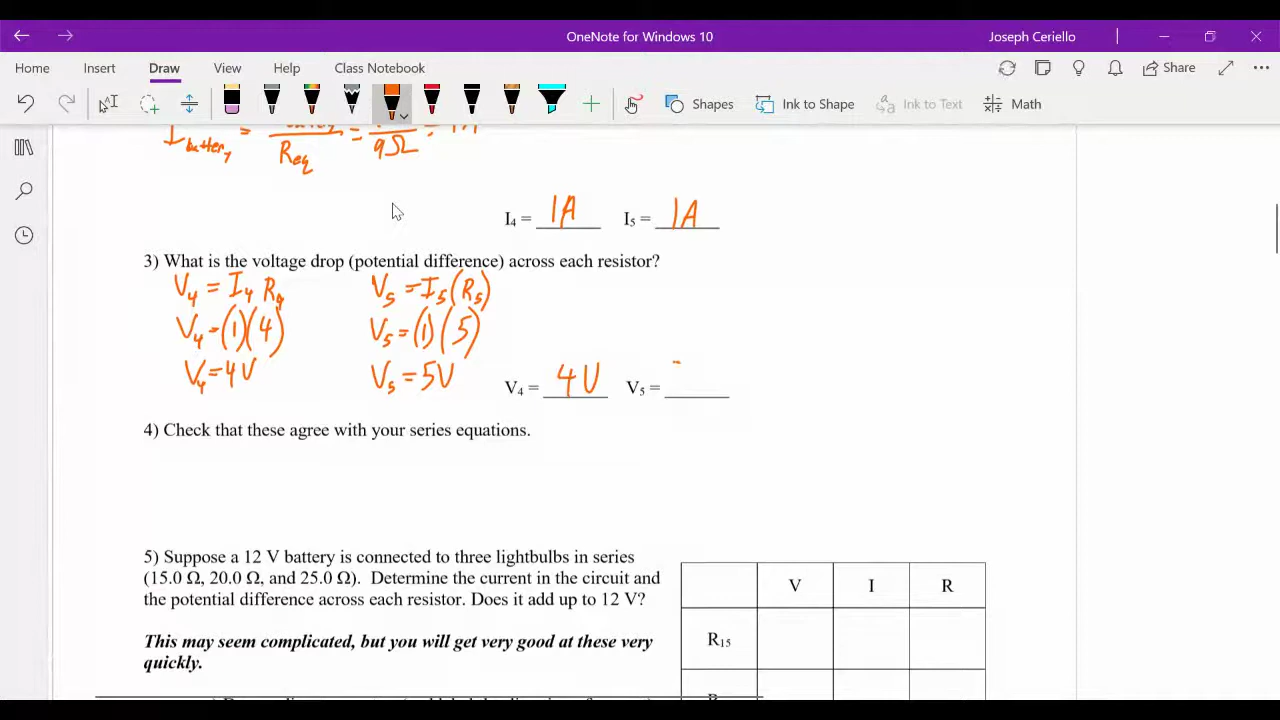 OneNote for Windows 10
Joseph Ceriello
Home Insert Draw View Help Class Notebook
Share
Shapes Ink to Shape Ink to Text Math
I battery = = = 1A
Req 9Ω
I4 = 1A I5 = 1A
3) What is the voltage drop (potential difference) across each resistor?
V4 = I4 R4 V5 = I5(R5)
V4 = (1)(4) V5 = (1)(5)
V4 = 4V V5 = 5V V4 = 4V V5 =
4) Check that these agree with your series equations.
5) Suppose a 12 V battery is connected to three lightbulbs in series
(15.0 Ω, 20.0 Ω, and 25.0 Ω). Determine the current in the circuit and
the potential difference across each resistor. Does it add up to 12 V?
This may seem complicated, but you will get very good at these very
quickly.
V I R
R15